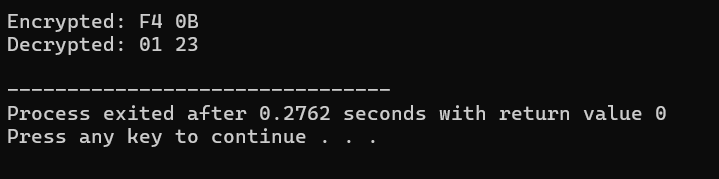 Encrypted: F4 0B
Decrypted: 01 23
--------------------------------
Process exited after 0.2762 seconds with return value 0
Press any key to continue . . .